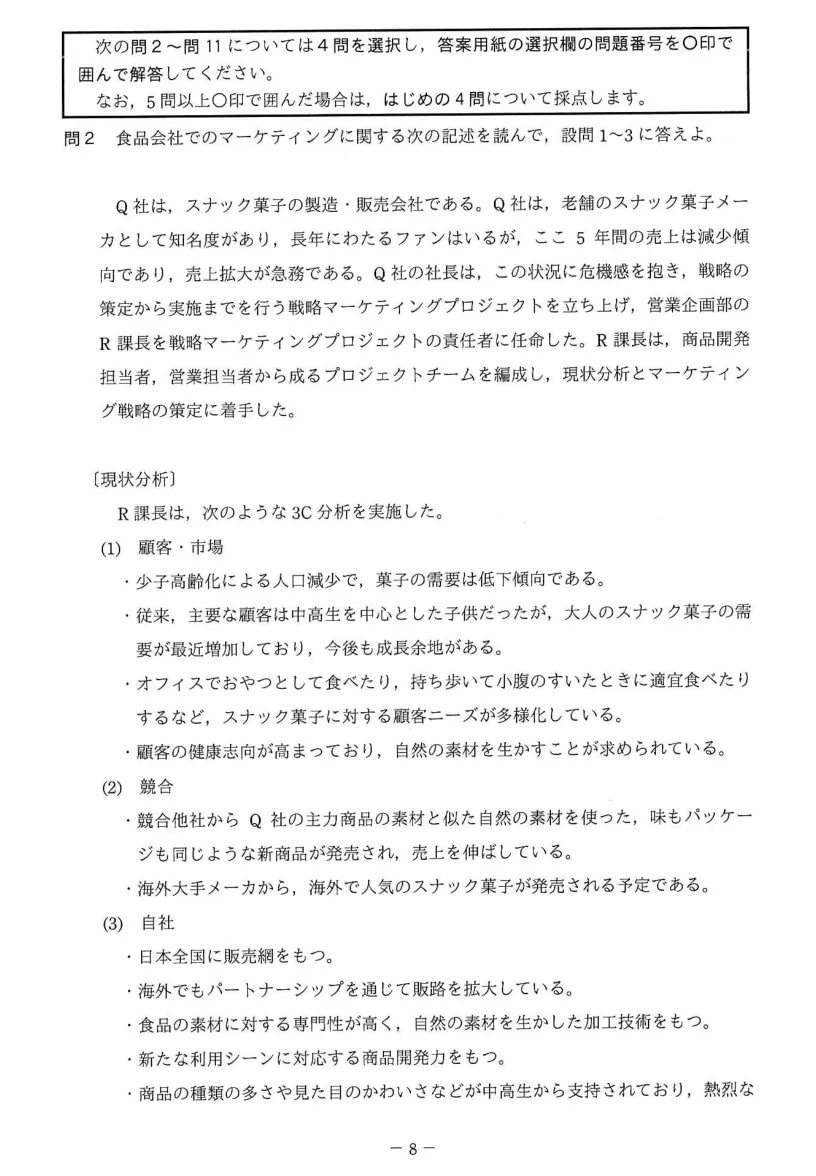 次の問2～問11については4問を選択し，答案用紙の選択欄の問題番号を〇印で
囲んで解答してください。
なお，5問以上〇印で囲んだ場合は，はじめの4問について採点します。
問2　食品会社でのマーケティングに関する次の記述を読んで，設問1～3に答えよ。
Q社は，スナック菓子の製造・販売会社である。Q社は，老舗のスナック菓子メー
カとして知名度があり，長年にわたるファンはいるが，ここ 5 年間の売上は減少傾
向であり，売上拡大が急務である。Q社の社長は，この状況に危機感を抱き，戦略の
策定から実施までを行う戦略マーケティングプロジェクトを立ち上げ，営業企画部の
R 課長を戦略マーケティングプロジェクトの責任者に任命した。R 課長は，商品開発
担当者，営業担当者から成るプロジェクトチームを編成し，現状分析とマーケティン
グ戦略の策定に着手した。
〔現状分析〕
R 課長は，次のような 3C 分析を実施した。
(1)　顧客・市場
・少子高齢化による人口減少で，菓子の需要は低下傾向である。
・従来，主要な顧客は中高生を中心とした子供だったが，大人のスナック菓子の需
要が最近増加しており，今後も成長余地がある。
・オフィスでおやつとして食べたり，持ち歩いて小腹のすいたときに適宜食べたり
するなど，スナック菓子に対する顧客ニーズが多様化している。
・顧客の健康志向が高まっており，自然の素材を生かすことが求められている。
(2)　競合
・競合他社から Q 社の主力商品の素材と似た自然の素材を使った，味もパッケー
ジも同じような新商品が発売され，売上を伸ばしている。
・海外大手メーカから，海外で人気のスナック菓子が発売される予定である。
(3)　自社
・日本全国に販売網をもつ。
・海外でもパートナーシップを通じて販路を拡大している。
・食品の素材に対する専門性が高く，自然の素材を生かした加工技術をもつ。
・新たな利用シーンに対応する商品開発力をもつ。
・商品の種類の多さや見た目のかわいさなどが中高生から支持されており，熱烈な
－ 8 －